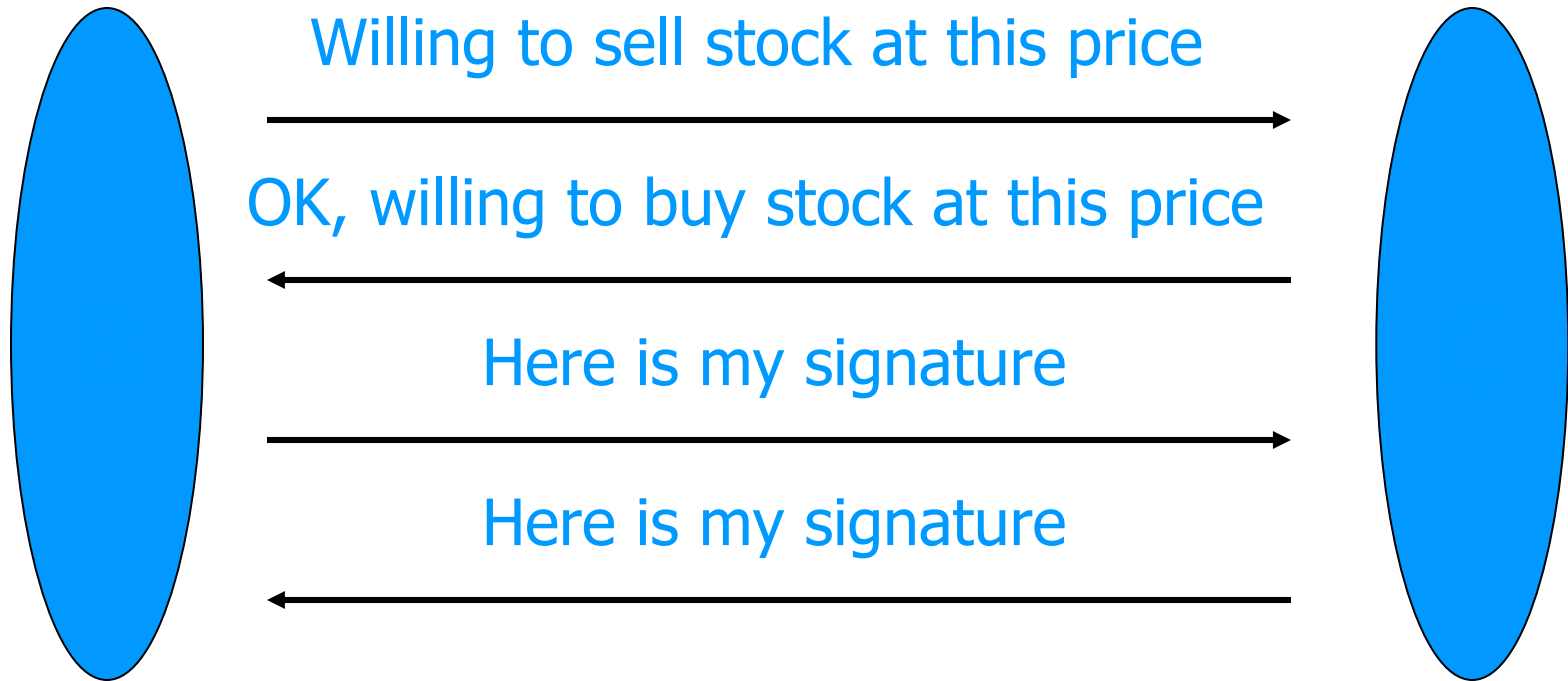 Willing to sell stock at this price
OK, willing to buy stock at this price
Here is my signature
Here is my signature